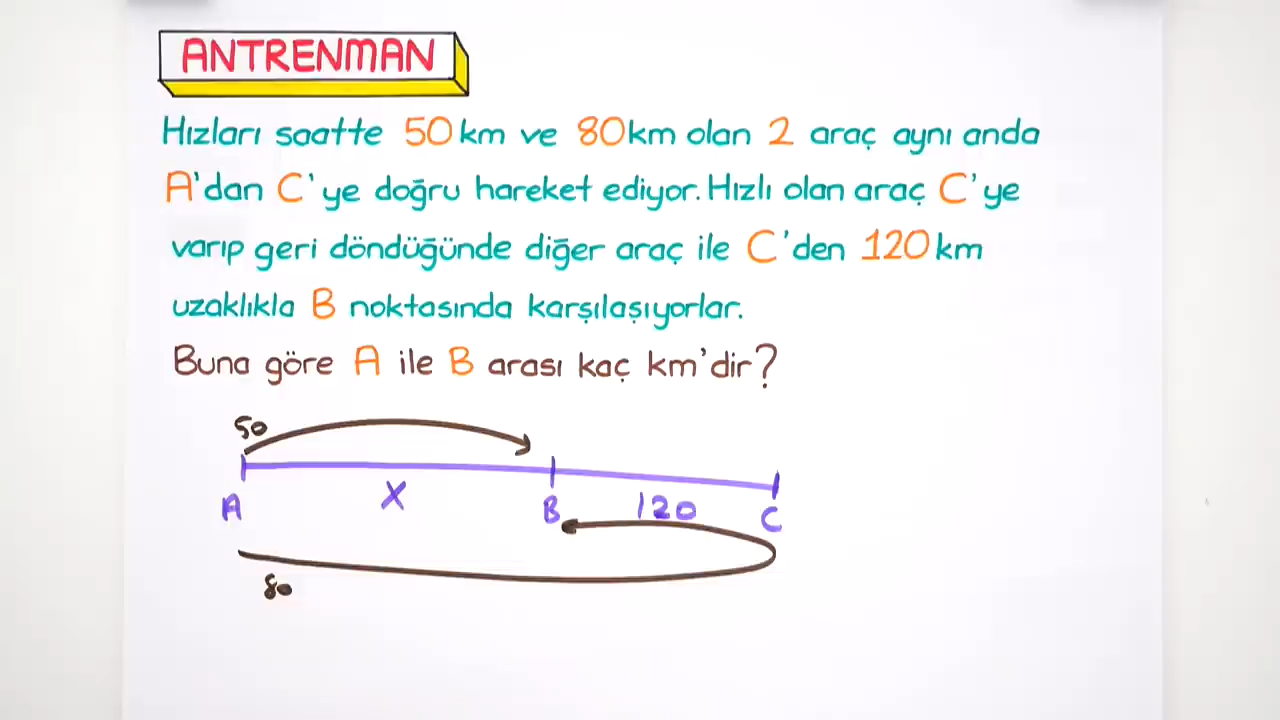 ANTRENMAN
Hızları saatte 50km ve 80km olan 2 araç aynı anda
A'dan C'ye doğru hareket ediyor. Hızlı olan araç C'ye
varıp geri döndüğünde diğer araç ile C'den 120km
uzaklıkla B noktasında karşılaşıyorlar.
Buna göre A ile B arası kaç km'dir?
50
A X B 120 C
80